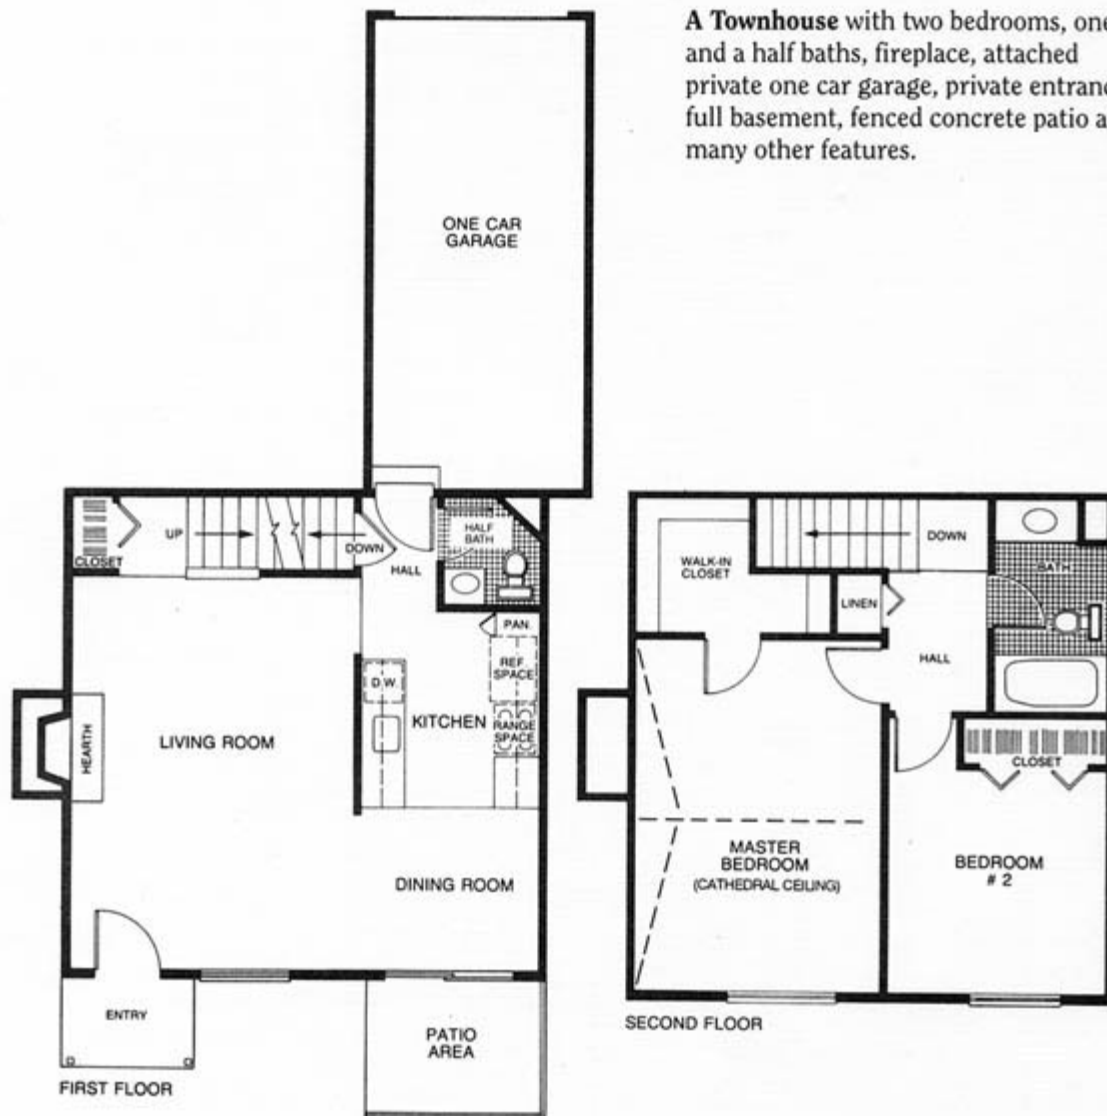 A Townhouse with two bedrooms, one
and a half baths, fireplace, attached
private one car garage, private
full basement, fenced concrete patio
many other features.
ONE CAR
GARAGE
CLOSET
UP
DOWN
HALL
HALF
BATH
PAN.
REF.
SPACE
D.W.
KITCHEN
RANGE
SPACE
HEARTH
LIVING ROOM
DINING ROOM
ENTRY
PATIO
AREA
FIRST FLOOR
WALK-IN
CLOSET
DOWN
BATH
LINEN
HALL
CLOSET
MASTER
BEDROOM
(CATHEDRAL CEILING)
BEDROOM
# 2
SECOND FLOOR